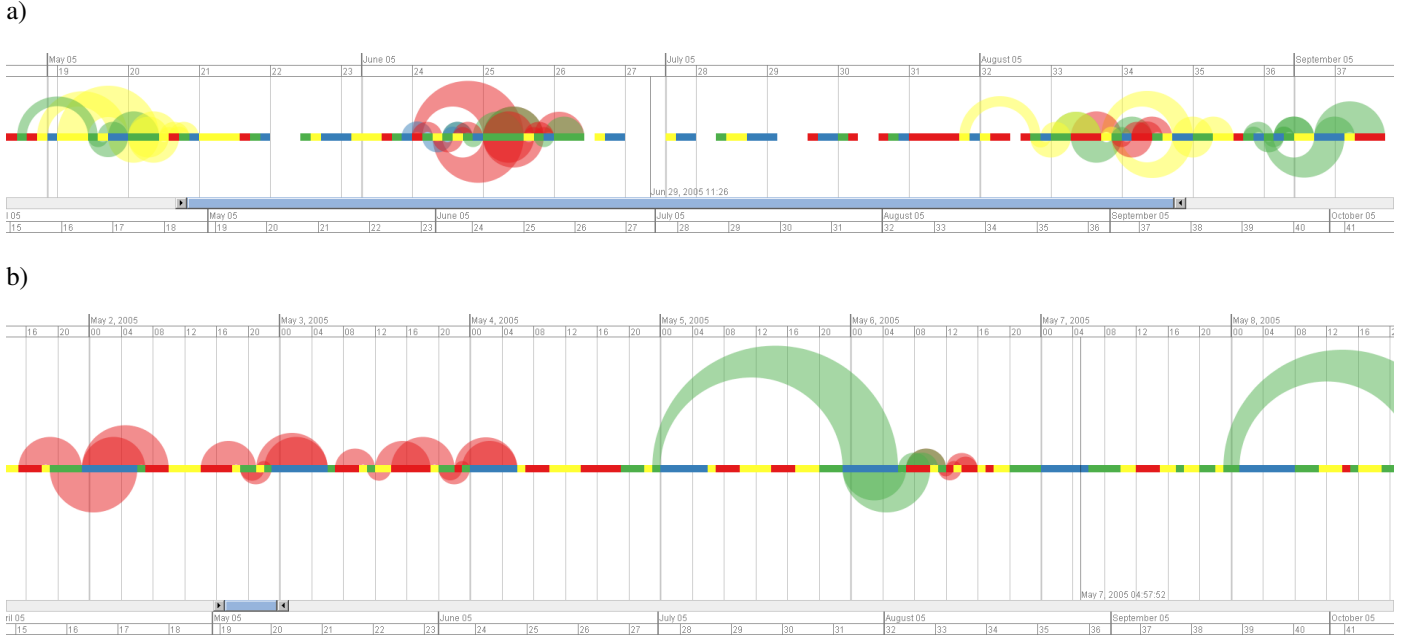 a)
May 05 June 05 July 05 August 05 September 05
19 20 21 22 23 24 25 26 27 28 30 31 32 33 34 36 37
Jun 29, 2005 11:26
l 05 May 05 June 05 July 05 August 05 September 05 October 05
15 16 17 18 19 20 21 22 23 24 25 26 27 28 29 30 31 32 33 35 36 37 38 39 40 41
b)
May 2, 2005 May 3, 2005 May 4, 2005 May 5, 2005 May 6, 2005 May 7, 2005 May 8, 2005
16 20 00 04 08 12 16 20 00 04 08 12 16 20 00 04 08 12 16 20 00 04 08 12 16 20 00 04 08 12 16 20 00 04 08 12 16 20 00 04 08 12 16
May 7, 2005 04:57:52
ril 05 May 05 June 05 July 05 August 05 September 05 October 05
15 16 17 18 19 20 21 22 23 24 25 26 27 28 29 30 31 32 33 35 36 37 38 39 40 41